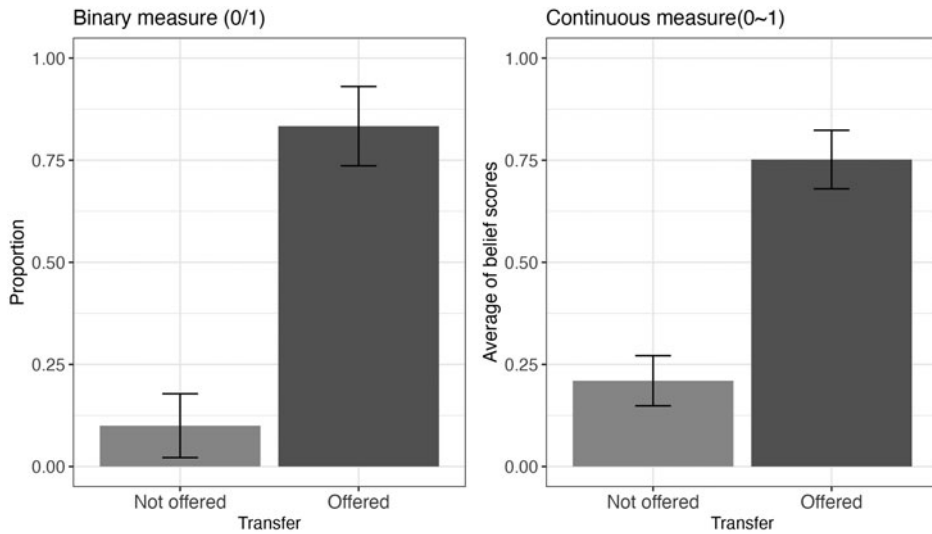 Binary measure (0/1)
1.00
0.75
0.50
0.25
0.00
Proportion
Not offered
Offered
Transfer
Continuous measure(0~1)
1.00
0.75
0.50
0.25
0.00
Average of belief scores
Not offered
Offered
Transfer